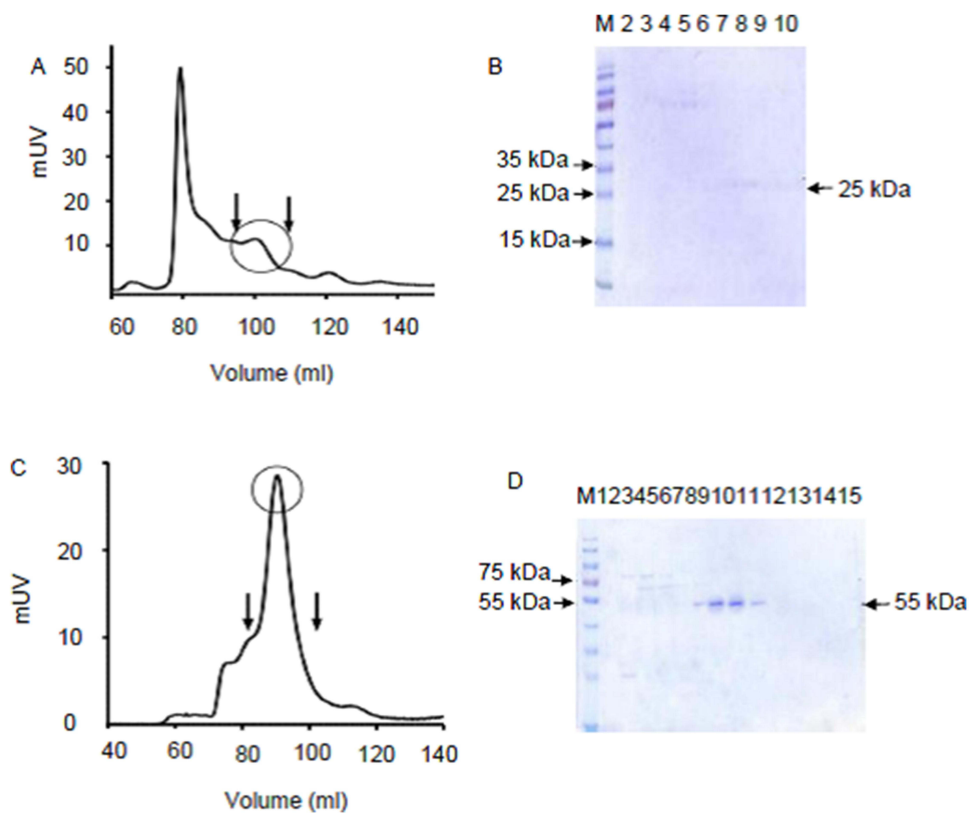 A
50
40
30
20
10
mUV
60 80 100 120 140
Volume (ml)
B
M 2 3 4 5 6 7 8 9 10
35 kDa
25 kDa
15 kDa
25 kDa
C
30
20
10
0
mUV
40 60 80 100 120 140
Volume (ml)
D
M123456789101112131415
75 kDa
55 kDa
55 kDa